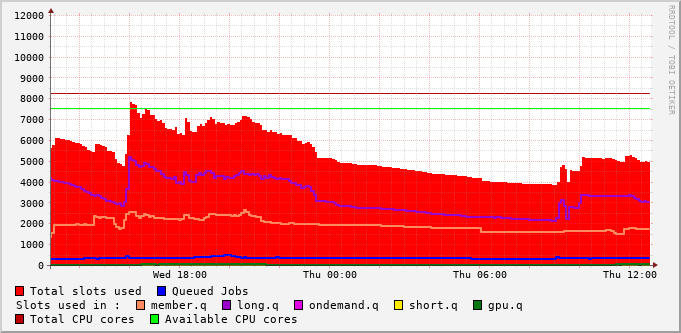 RRDTOOL / TOBI OETIKER
12000
11000
10000
9000
8000
7000
6000
5000
4000
3000
2000
1000
0
Wed 18:00 Thu 00:00 Thu 06:00 Thu 12:00
Total slots used Queued Jobs
Slots used in : member.q long.q ondemand.q short.q gpu.q
Total CPU cores Available CPU cores